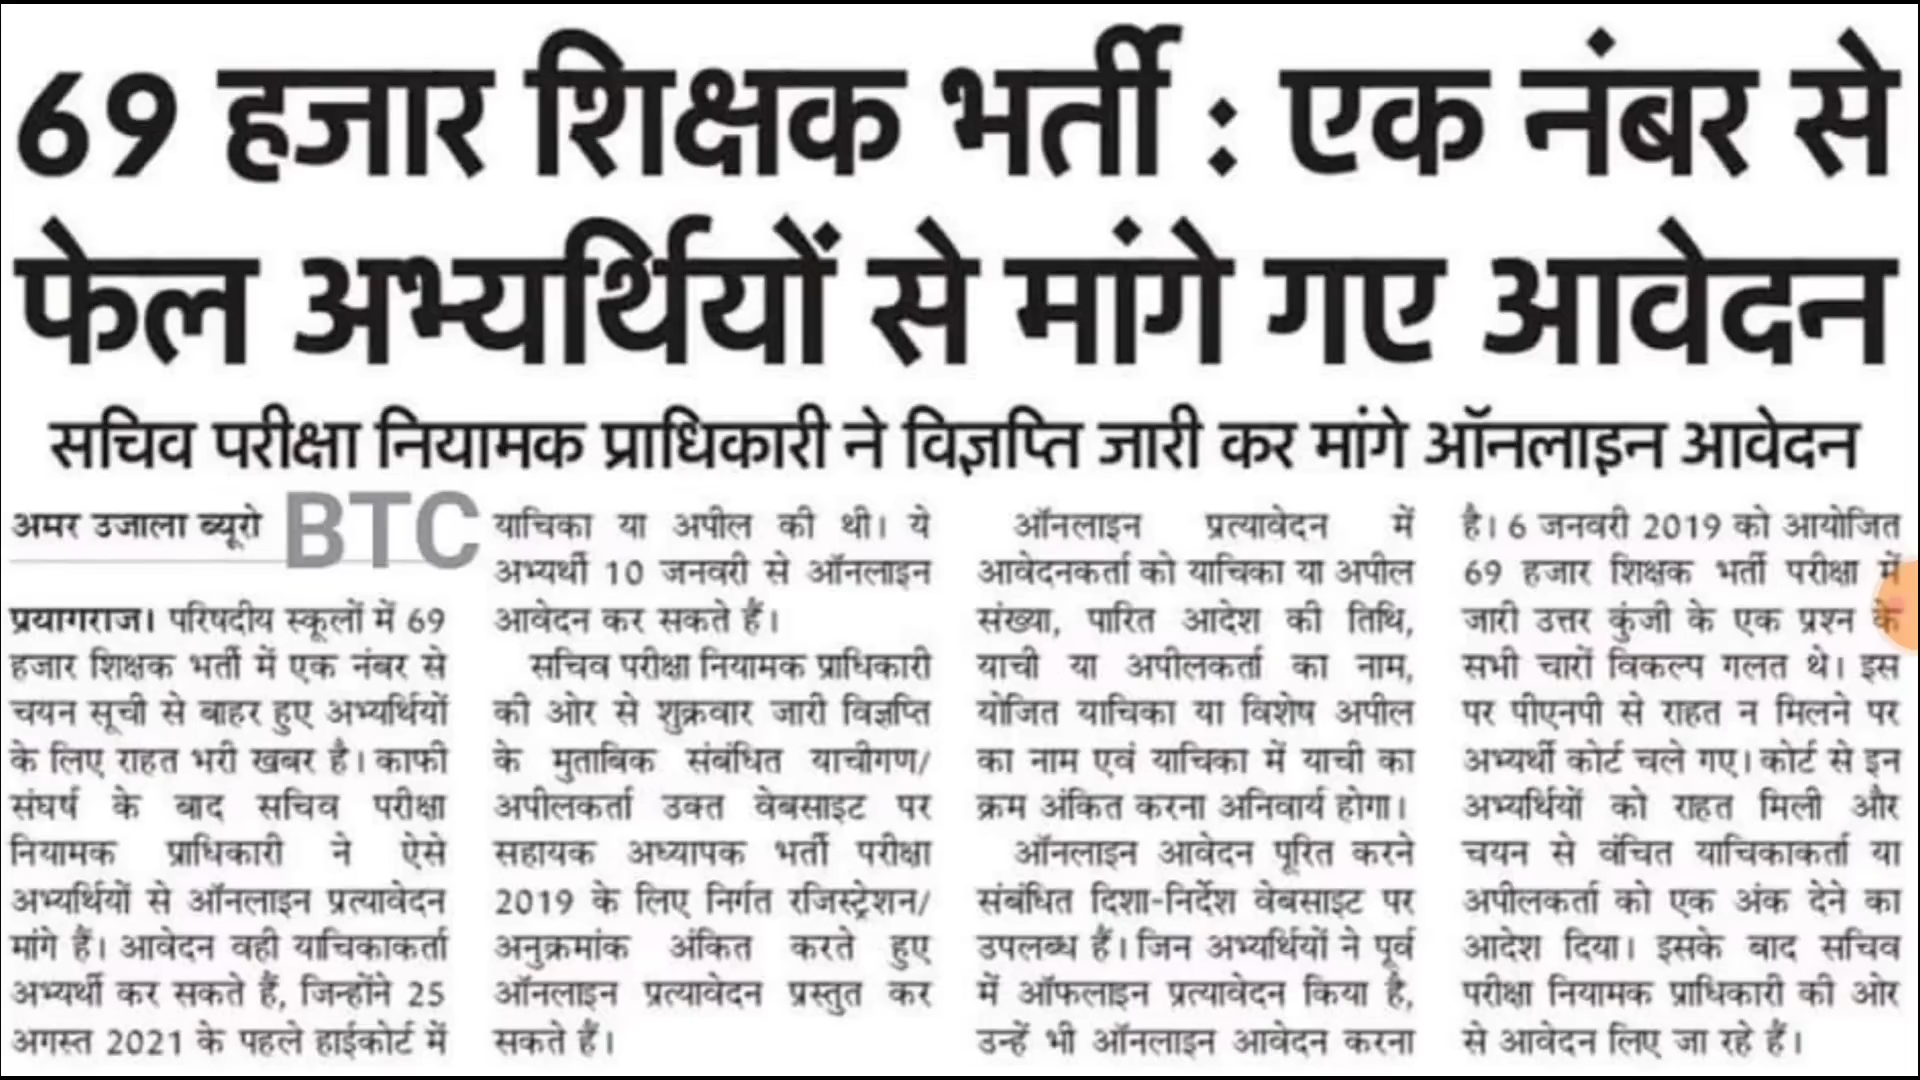 69 हजार शिक्षक भर्ती : एक नंबर से
फेल अभ्यर्थियों से मांगे गए आवेदन
सचिव परीक्षा नियामक प्राधिकारी ने विज्ञप्ति जारी कर मांगे ऑनलाइन आवेदन
अमर उजाला ब्यूरो
BTC
प्रयागराज। परिषदीय स्कूलों में 69
हजार शिक्षक भर्ती में एक नंबर से
चयन सूची से बाहर हुए अभ्यर्थियों
के लिए राहत भरी खबर है। काफी
संघर्ष के बाद सचिव परीक्षा
नियामक प्राधिकारी ने ऐसे
अभ्यर्थियों से ऑनलाइन प्रत्यावेदन
मांगे हैं। आवेदन वही याचिकाकर्ता
अभ्यर्थी कर सकते हैं, जिन्होंने 25
अगस्त 2021 के पहले हाईकोर्ट में
याचिका या अपील की थी। ये
अभ्यर्थी 10 जनवरी से ऑनलाइन
आवेदन कर सकते हैं।
सचिव परीक्षा नियामक प्राधिकारी
की ओर से शुक्रवार जारी विज्ञप्ति
के मुताबिक संबंधित याचीगण/
अपीलकर्ता उक्त वेबसाइट पर
सहायक अध्यापक भर्ती परीक्षा
2019 के लिए निर्गत रजिस्ट्रेशन/
अनुक्रमांक अंकित करते हुए
ऑनलाइन प्रत्यावेदन प्रस्तुत कर
सकते हैं।
ऑनलाइन प्रत्यावेदन में
आवेदनकर्ता को याचिका या अपील
संख्या, पारित आदेश की तिथि,
याची या अपीलकर्ता का नाम,
योजित याचिका या विशेष अपील
का नाम एवं याचिका में याची का
क्रम अंकित करना अनिवार्य होगा।
ऑनलाइन आवेदन पूरित करने
संबंधित दिशा-निर्देश वेबसाइट पर
उपलब्ध हैं। जिन अभ्यर्थियों ने पूर्व
में ऑफलाइन प्रत्यावेदन किया है,
उन्हें भी ऑनलाइन आवेदन करना
है। 6 जनवरी 2019 को आयोजित
69 हजार शिक्षक भर्ती परीक्षा में
जारी उत्तर कुंजी के एक प्रश्न के
सभी चारों विकल्प गलत थे। इस
पर पीएनपी से राहत न मिलने पर
अभ्यर्थी कोर्ट चले गए। कोर्ट से इन
अभ्यर्थियों को राहत मिली और
चयन से वंचित याचिकाकर्ता या
अपीलकर्ता को एक अंक देने का
आदेश दिया। इसके बाद सचिव
परीक्षा नियामक प्राधिकारी की ओर
से आवेदन लिए जा रहे हैं।